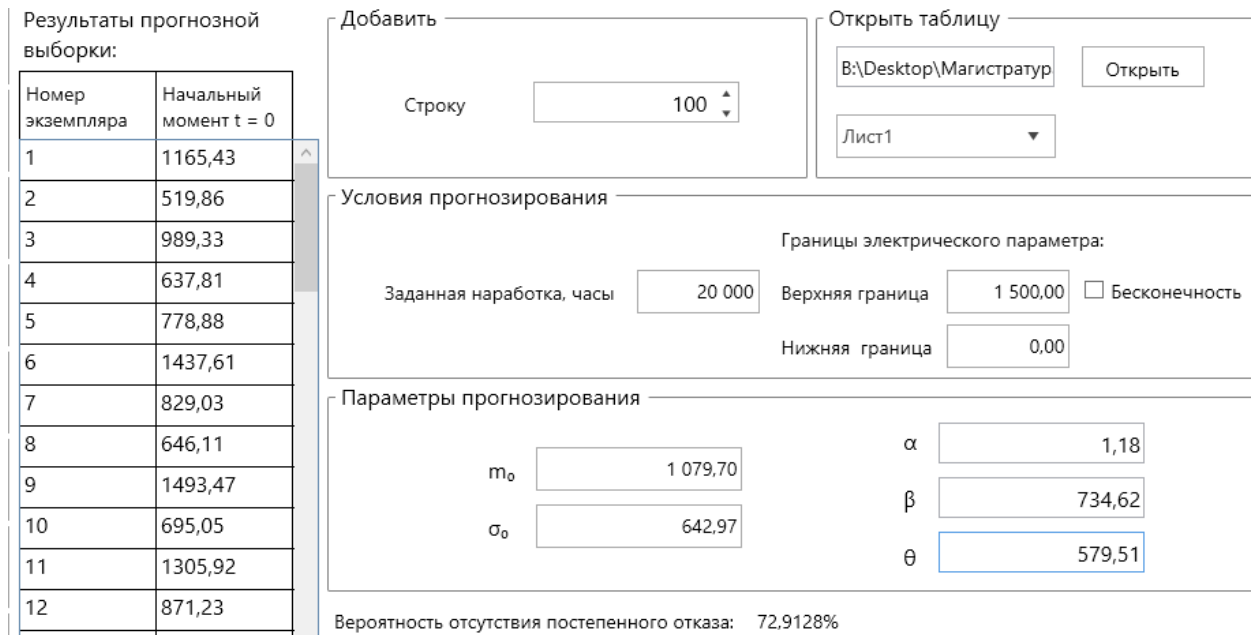 Результаты прогнозной
выборки:
Номер экземпляра	Начальный момент t = 0
1	1165,43
2	519,86
3	989,33
4	637,81
5	778,88
6	1437,61
7	829,03
8	646,11
9	1493,47
10	695,05
11	1305,92
12	871,23
Добавить
Строку 100
Открыть таблицу
B:\Desktop\Магистратур
Открыть
Лист1
Условия прогнозирования
Границы электрического параметра:
Заданная наработка, часы 20 000
Верхняя граница 1 500,00 Бесконечность
Нижняя граница 0,00
Параметры прогнозирования
m₀ 1 079,70
σ₀ 642,97
α 1,18
β 734,62
θ 579,51
Вероятность отсутствия постепенного отказа: 72,9128%